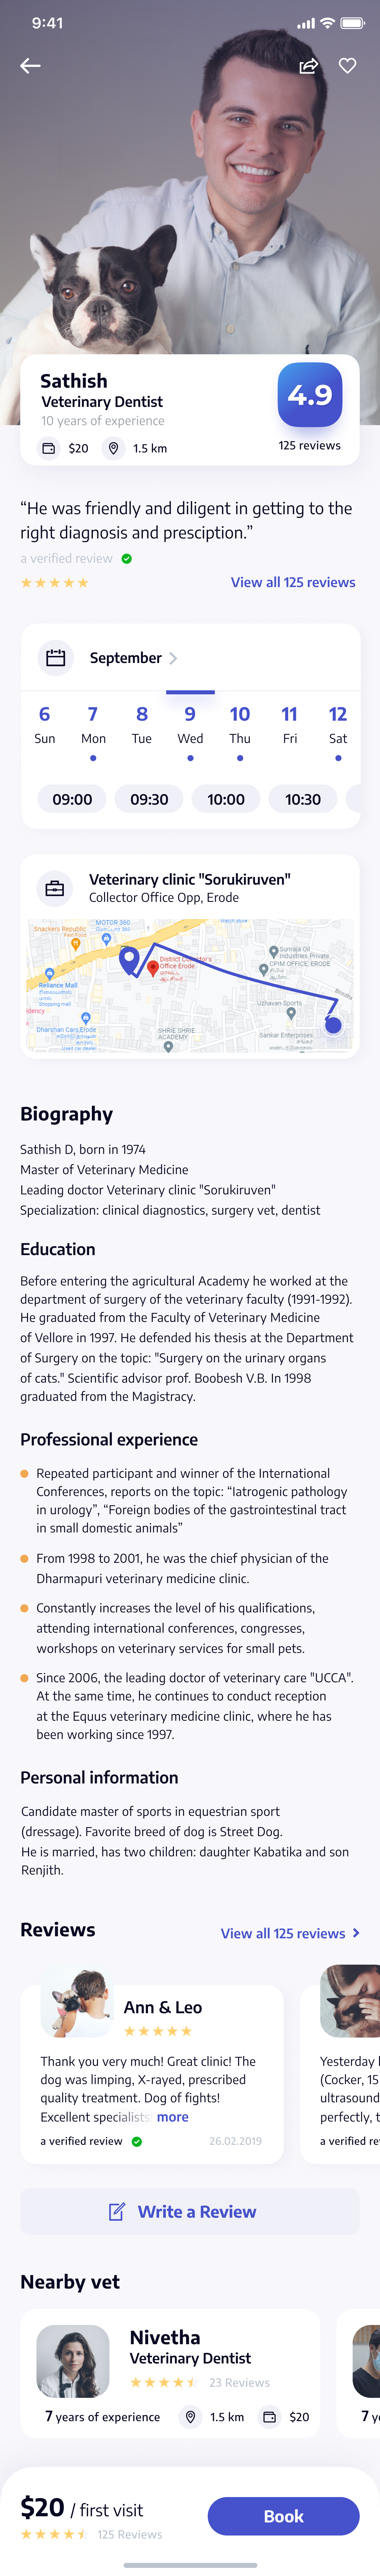 9:41
Sathish
Veterinary Dentist
10 years of experience
$20
1.5 km
4.9
125 reviews
“He was friendly and diligent in getting to the
right diagnosis and presciption.”
a verified review
View all 125 reviews
September
6 7 8 9 10 11 12
Sun Mon Tue Wed Thu Fri Sat
09:00 09:30 10:00 10:30
Veterinary clinic "Sorukiruven"
Collector Office Opp, Erode
MOTOR 360
Snackers Republic
Fast Food
District Collector's
Office Erode
Sunraja Oil
Industries Private
CPIM OFFICE, ERODE
Reliance Mall
Shopping mall
Uzhavan Sports
Dharshan Cars,Erode
Used car dealer
SHRIE SHRIE
ACADEMY
Sankar Enterprises
Biography
Sathish D, born in 1974
Master of Veterinary Medicine
Leading doctor Veterinary clinic "Sorukiruven"
Specialization: clinical diagnostics, surgery vet, dentist
Education
Before entering the agricultural Academy he worked at the
department of surgery of the veterinary faculty (1991-1992).
He graduated from the Faculty of Veterinary Medicine
of Vellore in 1997. He defended his thesis at the Department
of Surgery on the topic: "Surgery on the urinary organs
of cats." Scientific advisor prof. Boobesh V.B. In 1998
graduated from the Magistracy.
Professional experience
Repeated participant and winner of the International
Conferences, reports on the topic: “Iatrogenic pathology
in urology”, “Foreign bodies of the gastrointestinal tract
in small domestic animals”
From 1998 to 2001, he was the chief physician of the
Dharmapuri veterinary medicine clinic.
Constantly increases the level of his qualifications,
attending international conferences, congresses,
workshops on veterinary services for small pets.
Since 2006, the leading doctor of veterinary care "UCCA".
At the same time, he continues to conduct reception
at the Equus veterinary medicine clinic, where he has
been working since 1997.
Personal information
Candidate master of sports in equestrian sport
(dressage). Favorite breed of dog is Street Dog.
He is married, has two children: daughter Kabatika and son
Renjith.
Reviews
View all 125 reviews
Ann & Leo
Thank you very much! Great clinic! The
dog was limping, X-rayed, prescribed
quality treatment. Dog of fights!
Excellent specialists! more
a verified review
26.02.2019
Yesterday
(Cocker, 15
ultrasound
perfectly,
a verified
Write a Review
Nearby vet
Nivetha
Veterinary Dentist
23 Reviews
7 years of experience
1.5 km
$20
7
$20 / first visit
125 Reviews
Book